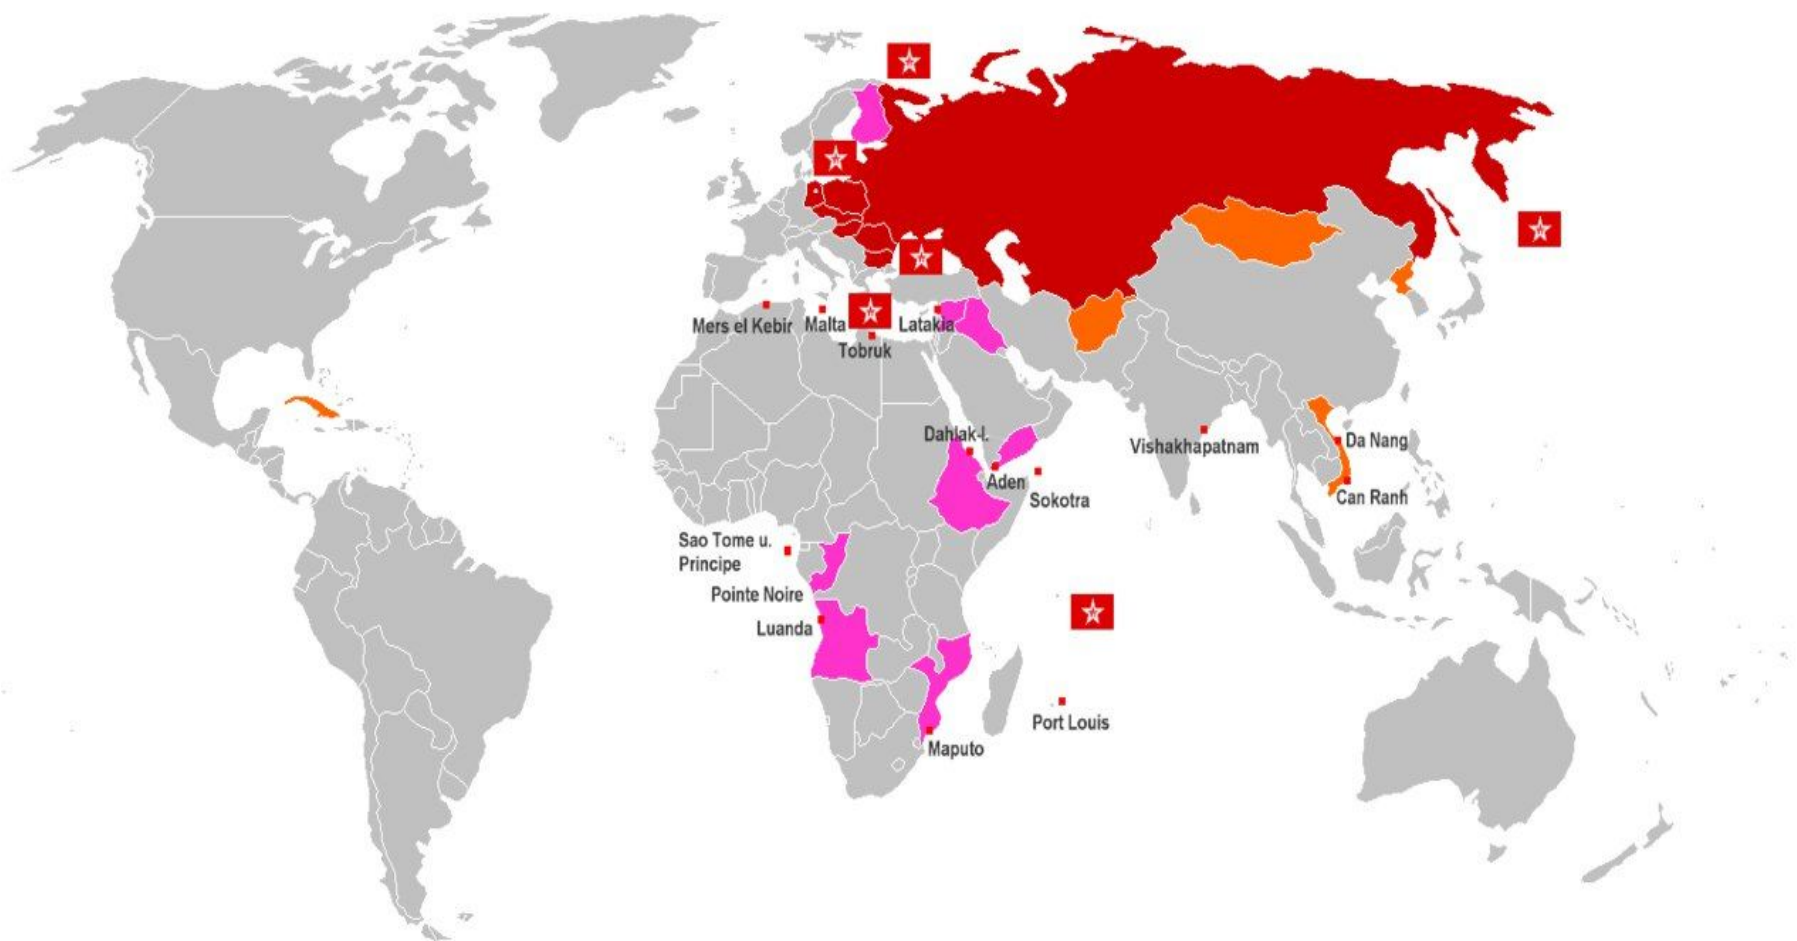 Mers el Kebir
Malta
Latakia
Tobruk
Dahlak-I.
Aden
Sokotra
Vishakhapatnam
Da Nang
Can Ranh
Sao Tome u.
Principe
Pointe Noire
Luanda
Port Louis
Maputo